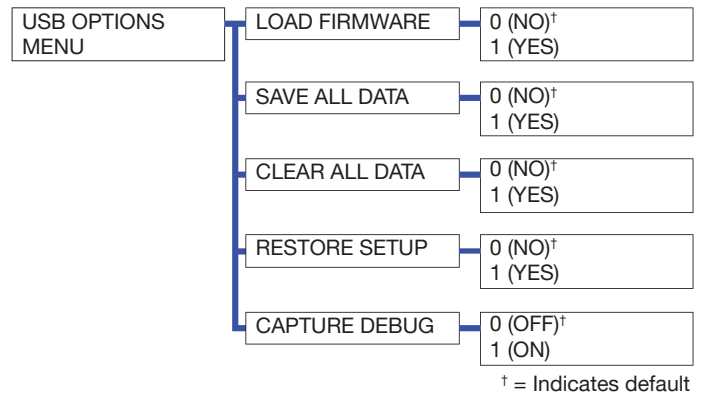 USB OPTIONS
MENU
LOAD FIRMWARE
0 (NO)†
1 (YES)
SAVE ALL DATA
0 (NO)†
1 (YES)
CLEAR ALL DATA
0 (NO)†
1 (YES)
RESTORE SETUP
0 (NO)†
1 (YES)
CAPTURE DEBUG
0 (OFF)†
1 (ON)
† = Indicates default